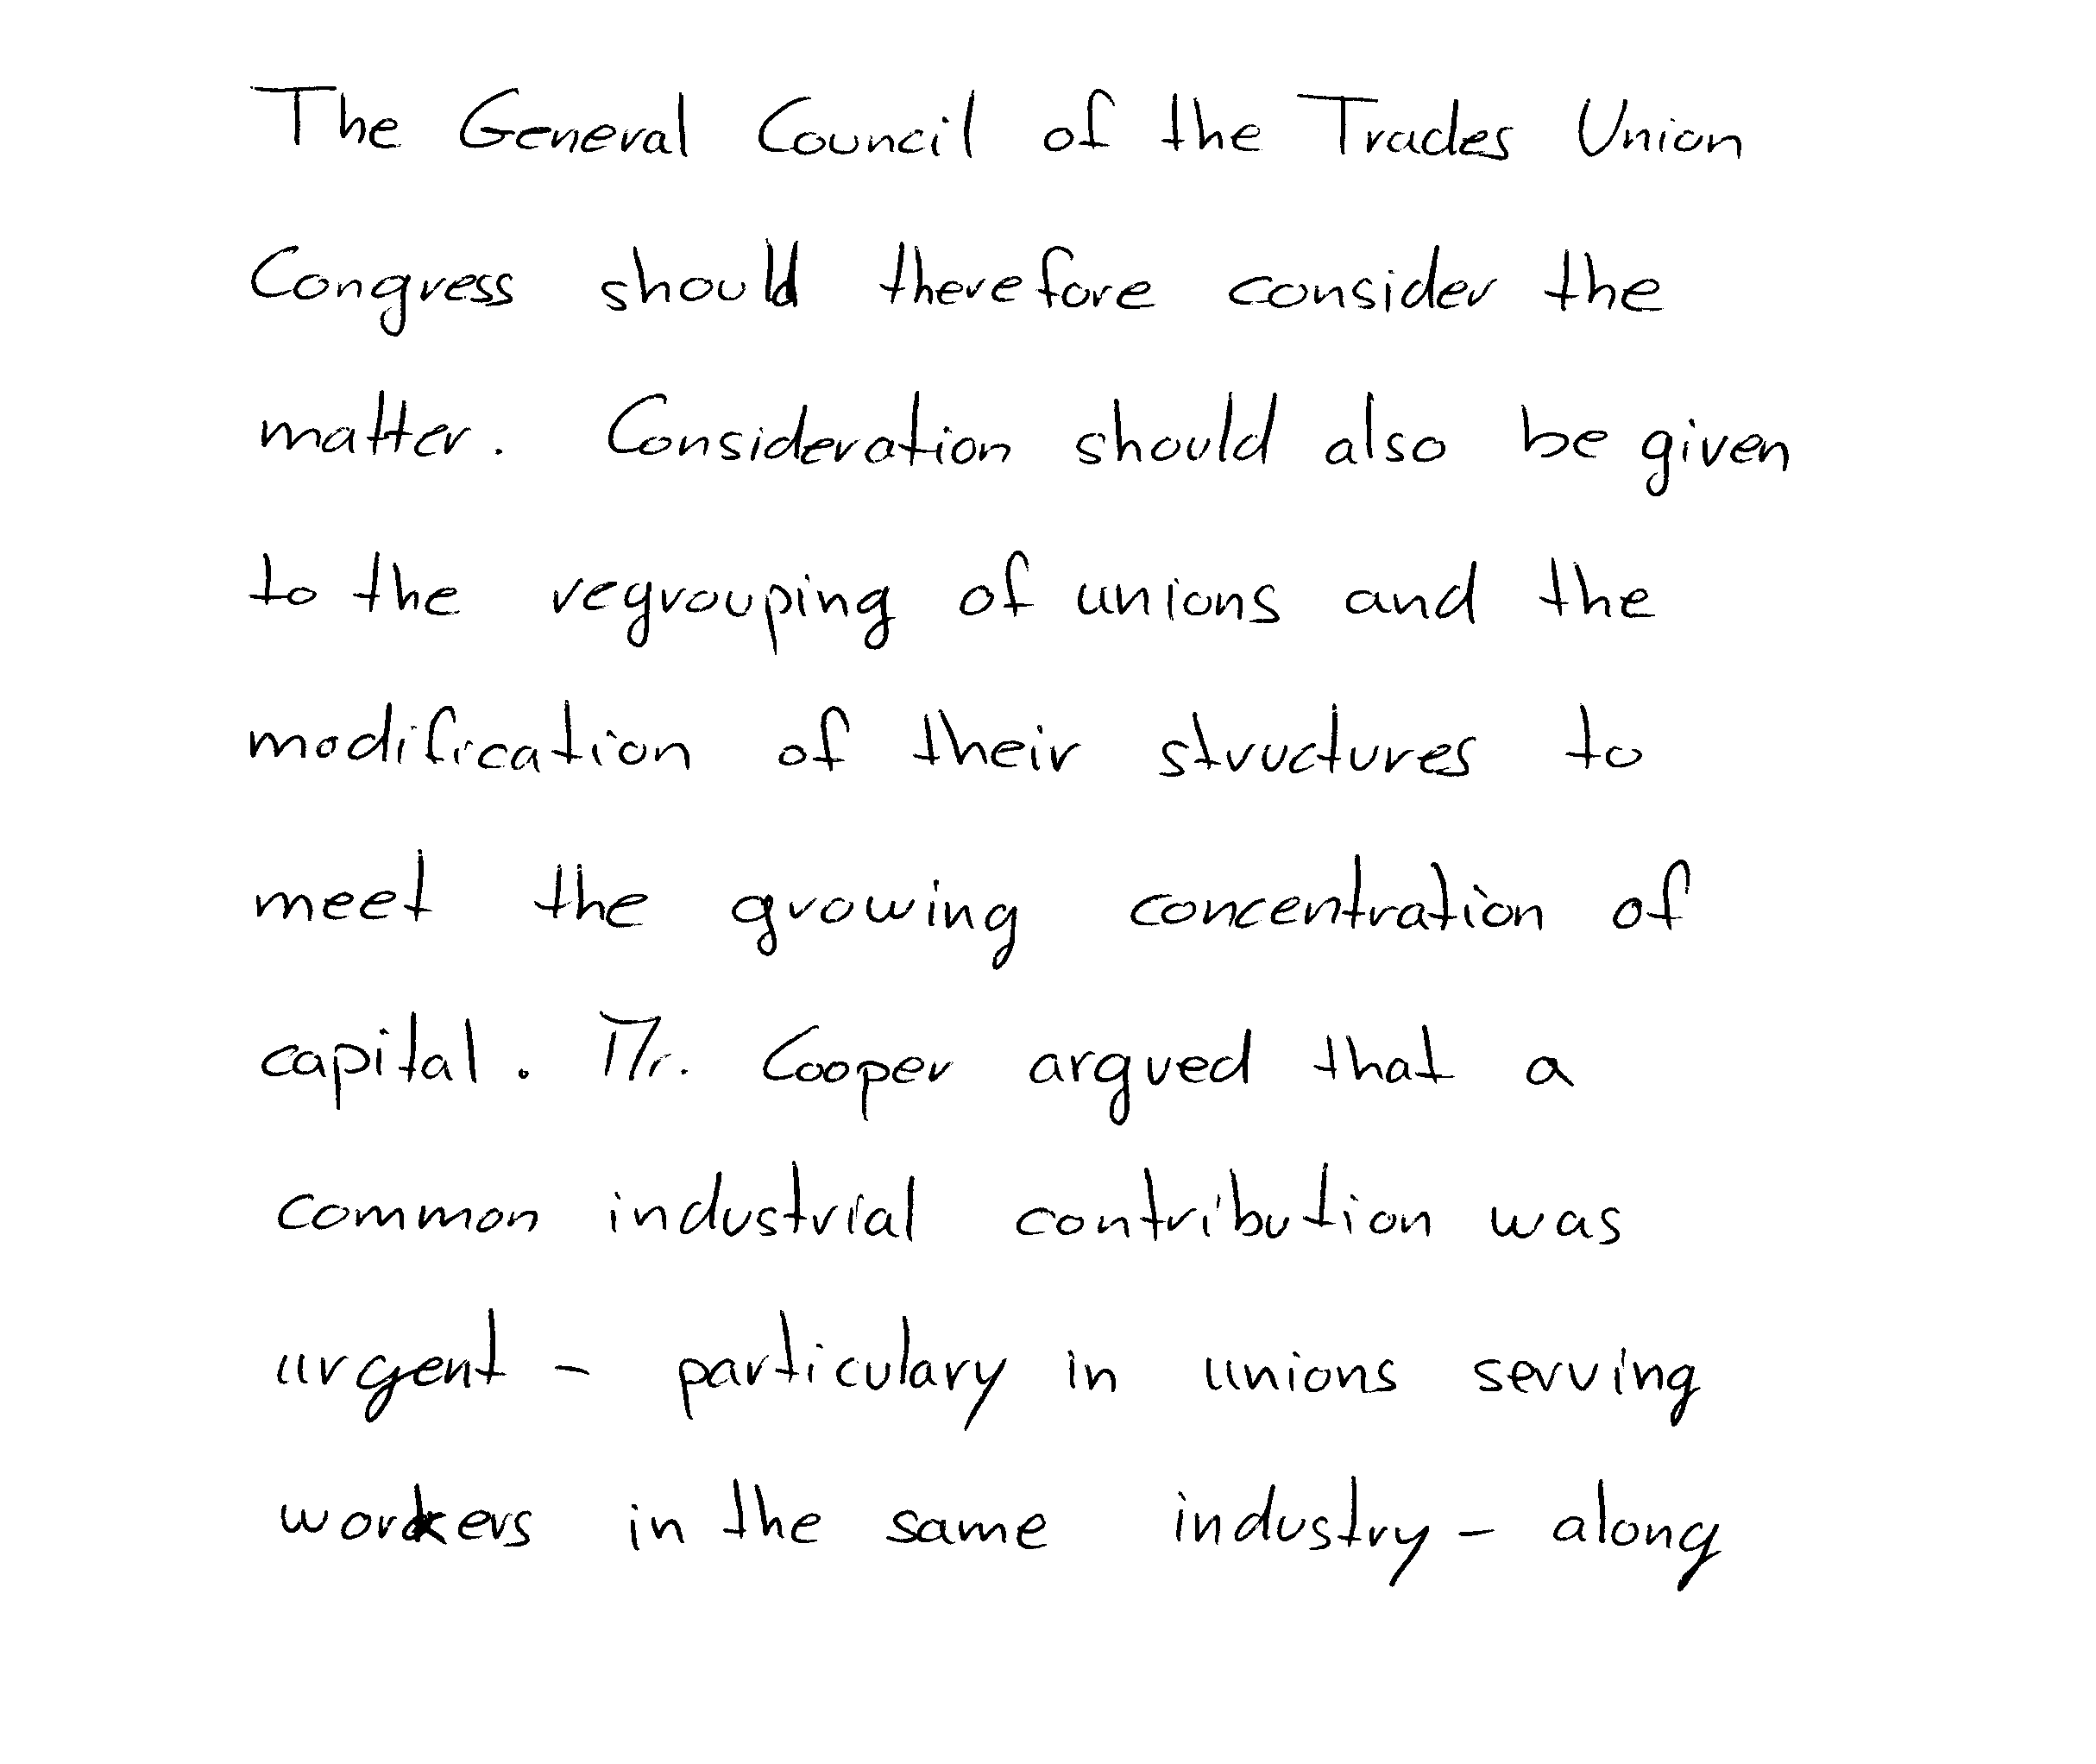 The General Council of the Trades Union
Congress should therefore consider the
matter. Consideration should also be given
to the regrouping of unions and the
modification of their structures to
meet the growing concentration of
capital. Mr. Cooper argued that a
common industrial contribution was
urgent - particulary in unions serving
workers in the same industry - along